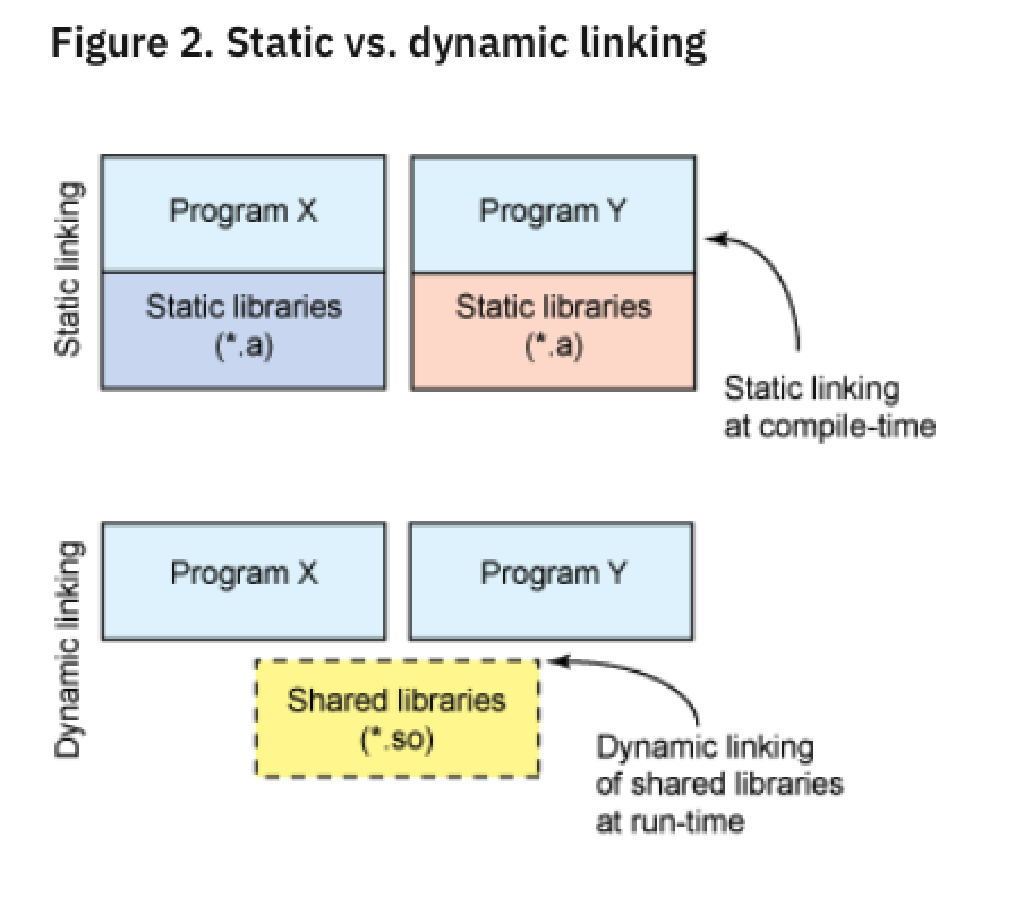 Figure 2. Static vs. dynamic linking
Static linking
Program X
Static libraries
(*.a)
Program Y
Static libraries
(*.a)
Static linking
at compile-time
Dynamic linking
Program X
Program Y
Shared libraries
(*.so)
Dynamic linking
of shared libraries
at run-time